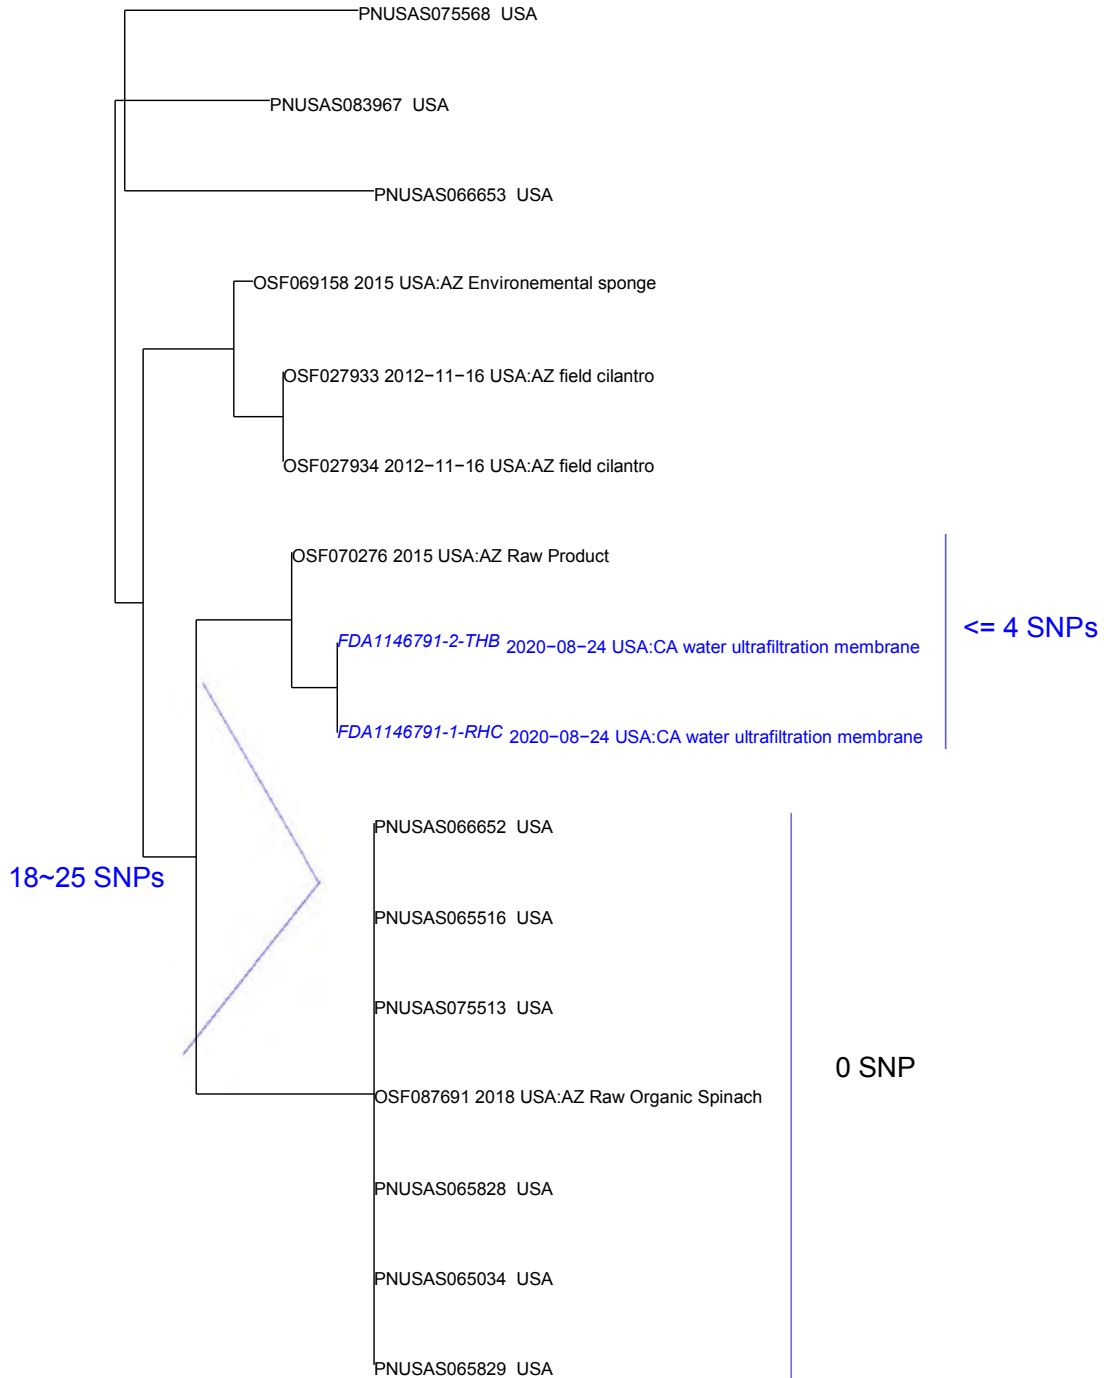 PNUSAS075568 USA
PNUSAS083967 USA
PNUSAS066653 USA
OSF069158 2015 USA:AZ Environemental sponge
OSF027933 2012−11−16 USA:AZ field cilantro
OSF027934 2012−11−16 USA:AZ field cilantro
OSF070276 2015 USA:AZ Raw Product
<= 4 SNPs
FDA1146791-2-THB 2020−08−24 USA:CA water ultrafiltration membrane
FDA1146791-1-RHC 2020−08−24 USA:CA water ultrafiltration membrane
PNUSAS066652 USA
18~25 SNPs
PNUSAS065516 USA
PNUSAS075513 USA
0 SNP
OSF087691 2018 USA:AZ Raw Organic Spinach
PNUSAS065828 USA
PNUSAS065034 USA
PNUSAS065829 USA